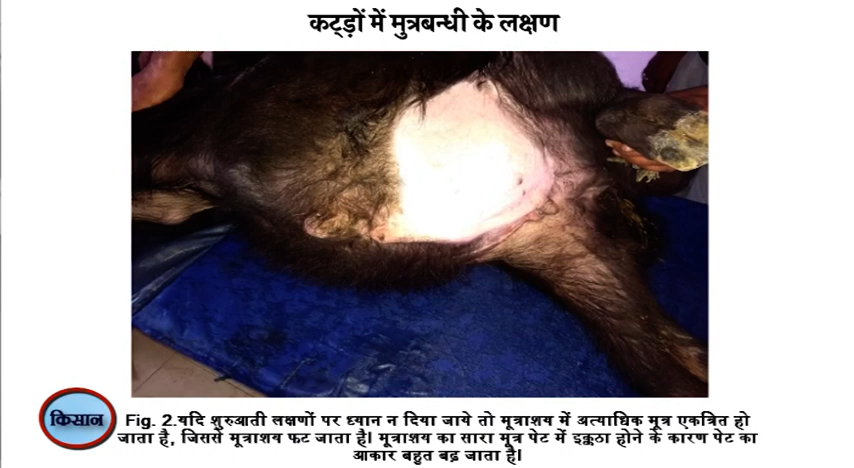 कट्ड़ों में मुत्रबन्धी के लक्षण
किसान
Fig. 2.यदि शुरुआती लक्षणों पर ध्यान न दिया जाये तो मूत्राशय में अत्याधिक मूत्र एकत्रित हो
जाता है, जिससे मूत्राशय फट जाता है। मूत्राशय का सारा मूत्र पेट में इक्कठा होने के कारण पेट का
आकार बहुत बढ़ जाता है।